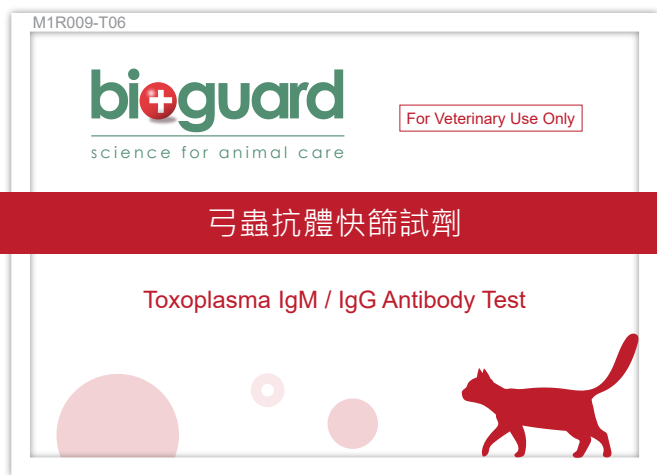 M1R009-T06
bioguard
science for animal care
For Veterinary Use Only
弓蟲抗體快篩試劑
Toxoplasma IgM / IgG Antibody Test